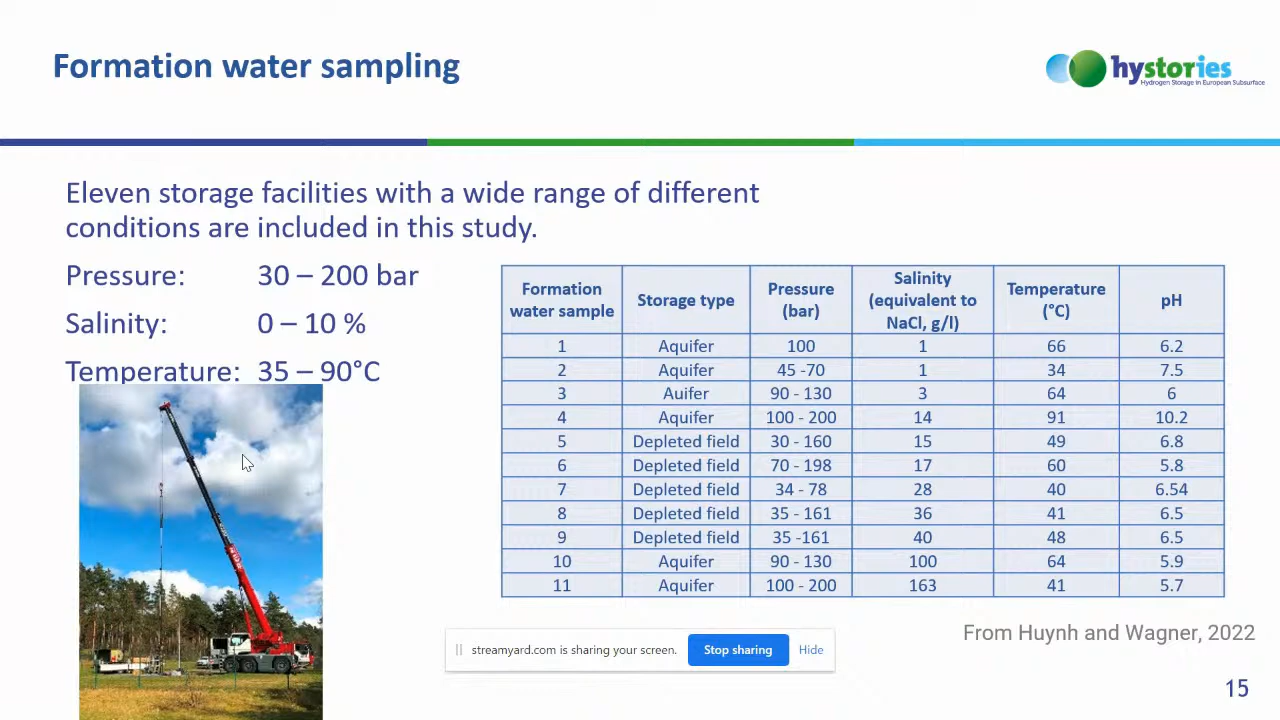 Formation water sampling
hystories
Hydrogen Storage in European Subsurface
Eleven storage facilities with a wide range of different
conditions are included in this study.
Pressure: 30 – 200 bar
Salinity: 0 – 10 %
Temperature: 35 – 90°C
Formation water sample Storage type Pressure (bar) Salinity (equivalent to NaCl, g/l) Temperature (°C) pH
1 Aquifer 100 1 66 6.2
2 Aquifer 45 -70 1 34 7.5
3 Auifer 90 - 130 3 64 6
4 Aquifer 100 - 200 14 91 10.2
5 Depleted field 30 - 160 15 49 6.8
6 Depleted field 70 - 198 17 60 5.8
7 Depleted field 34 - 78 28 40 6.54
8 Depleted field 35 - 161 36 41 6.5
9 Depleted field 35 -161 40 48 6.5
10 Aquifer 90 - 130 100 64 5.9
11 Aquifer 100 - 200 163 41 5.7
From Huynh and Wagner, 2022
streamyard.com is sharing your screen. Stop sharing Hide
15